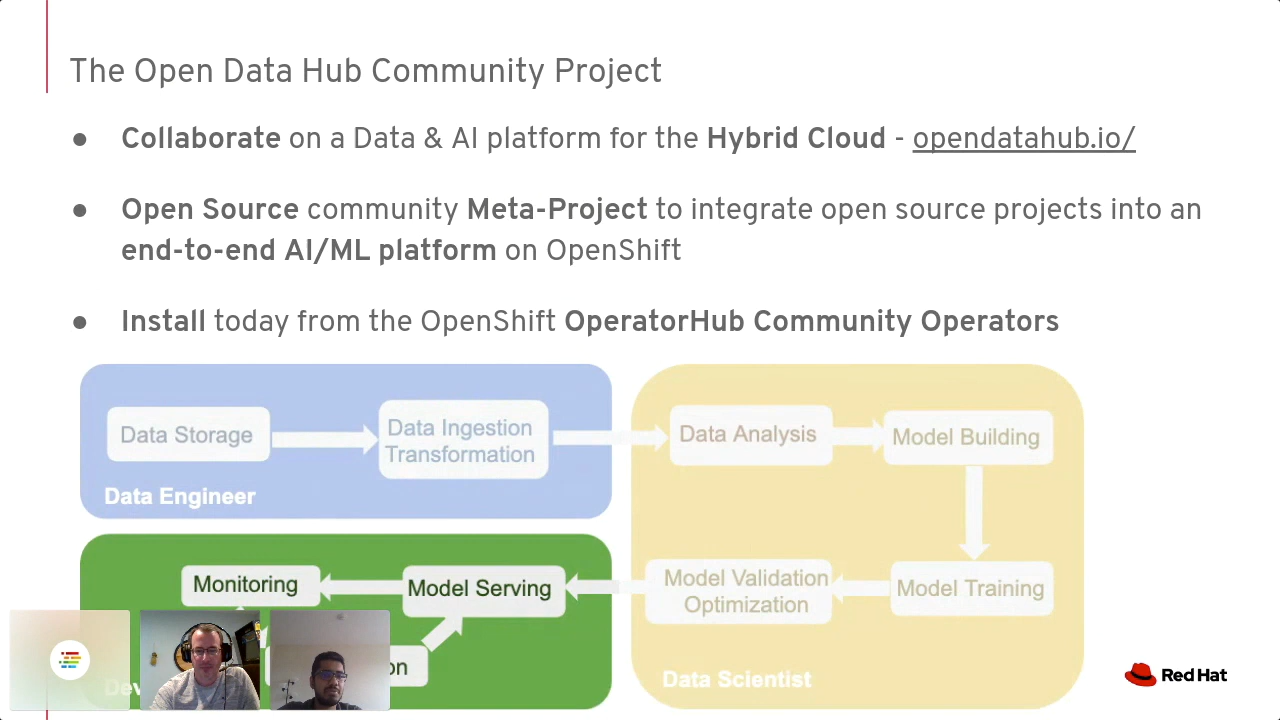 The Open Data Hub Community Project
● Collaborate on a Data & AI platform for the Hybrid Cloud - opendatahub.io/
● Open Source community Meta-Project to integrate open source projects into an
end-to-end AI/ML platform on OpenShift
● Install today from the OpenShift OperatorHub Community Operators
Data Storage
Data Ingestion
Transformation
Data Engineer
Data Analysis
Model Building
Monitoring
Model Serving
Model Validation
Optimization
Model Training
Data Scientist
Red Hat